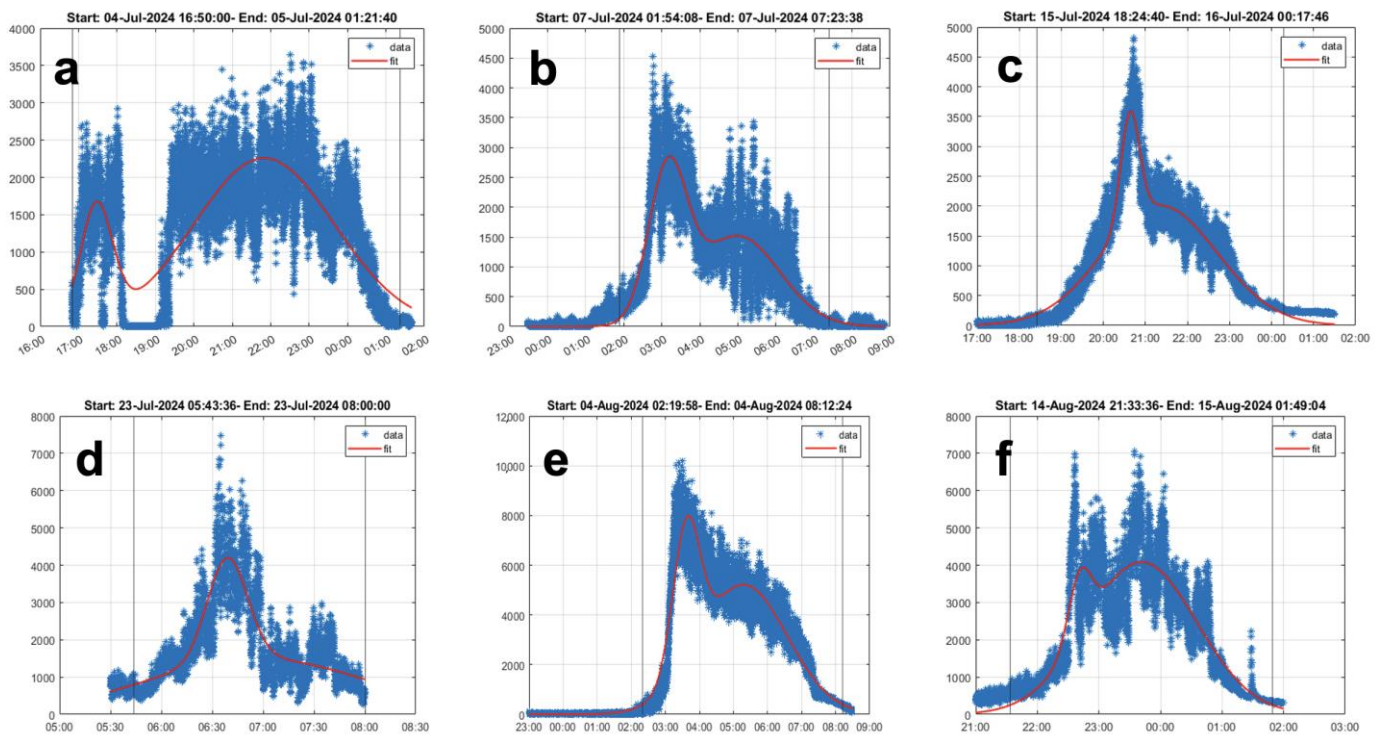 Start: 04-Jul-2024 16:50:00- End: 05-Jul-2024 01:21:40
a
data
fit
4000
3500
3000
2500
2000
1500
1000
500
0
16:00 17:00 18:00 19:00 20:00 21:00 22:00 23:00 00:00 01:00 02:00
Start: 07-Jul-2024 01:54:08- End: 07-Jul-2024 07:23:38
b
data
fit
5000
4500
4000
3500
3000
2500
2000
1500
1000
500
0
23:00 00:00 01:00 02:00 03:00 04:00 05:00 06:00 07:00 08:00 09:00
Start: 15-Jul-2024 18:24:40- End: 16-Jul-2024 00:17:46
c
data
fit
5000
4500
4000
3500
3000
2500
2000
1500
1000
500
0
17:00 18:00 19:00 20:00 21:00 22:00 23:00 00:00 01:00 02:00
Start: 23-Jul-2024 05:43:36- End: 23-Jul-2024 08:00:00
d
data
fit
8000
7000
6000
5000
4000
3000
2000
1000
0
05:00 05:30 06:00 06:30 07:00 07:30 08:00 08:30
Start: 04-Aug-2024 02:19:58- End: 04-Aug-2024 08:12:24
e
data
fit
12,000
10000
8000
6000
4000
2000
0
23:00 00:00 01:00 02:00 03:00 04:00 05:00 06:00 07:00 08:00 09:00
Start: 14-Aug-2024 21:33:36- End: 15-Aug-2024 01:49:04
f
data
fit
8000
7000
6000
5000
4000
3000
2000
1000
0
21:00 22:00 23:00 00:00 01:00 02:00 03:00